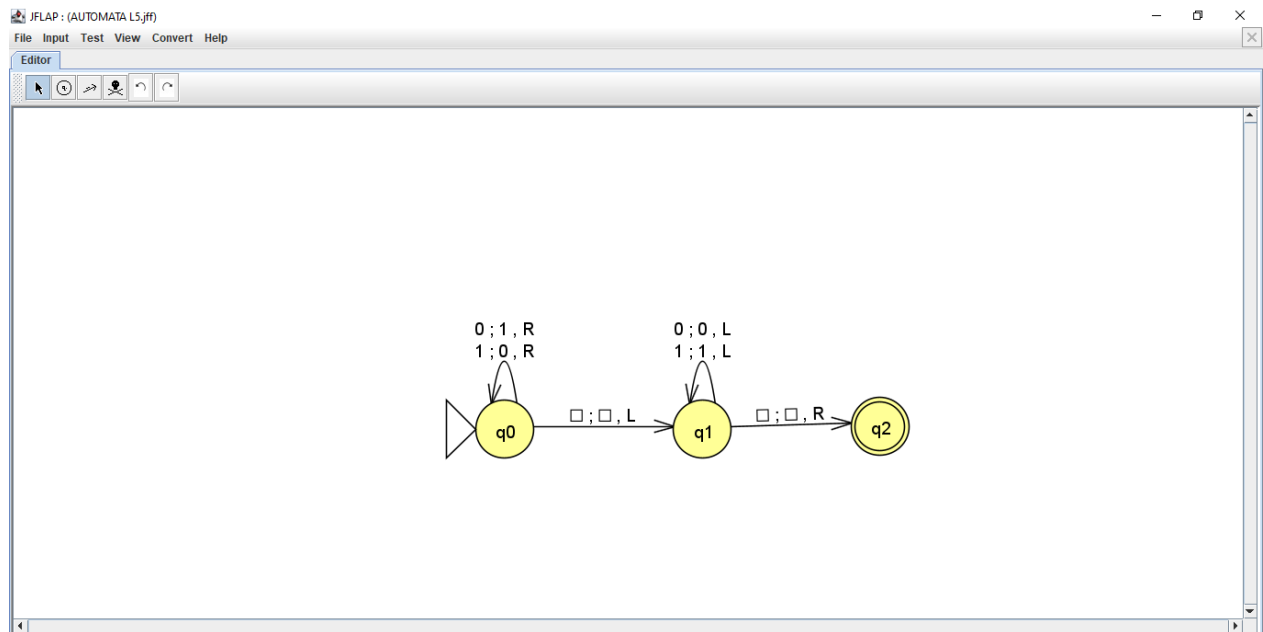 JFLAP : (AUTOMATA L5.jff)
File Input Test View Convert Help
Editor
0 ; 1 , R
1 ; 0 , R
0 ; 0 , L
1 ; 1 , L
□ ; □ , L
□ ; □ , R
q0
q1
q2